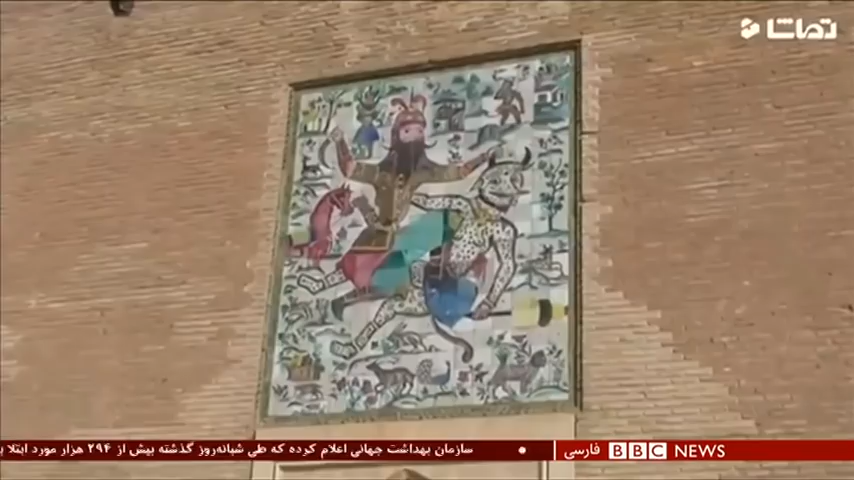 تماشا
سازمان بهداشت جهانی اعلام کرده که طی شبانه‌روز گذشته بیش از ۲۹۴ هزار مورد ابتلا ب
فارسی BBC NEWS